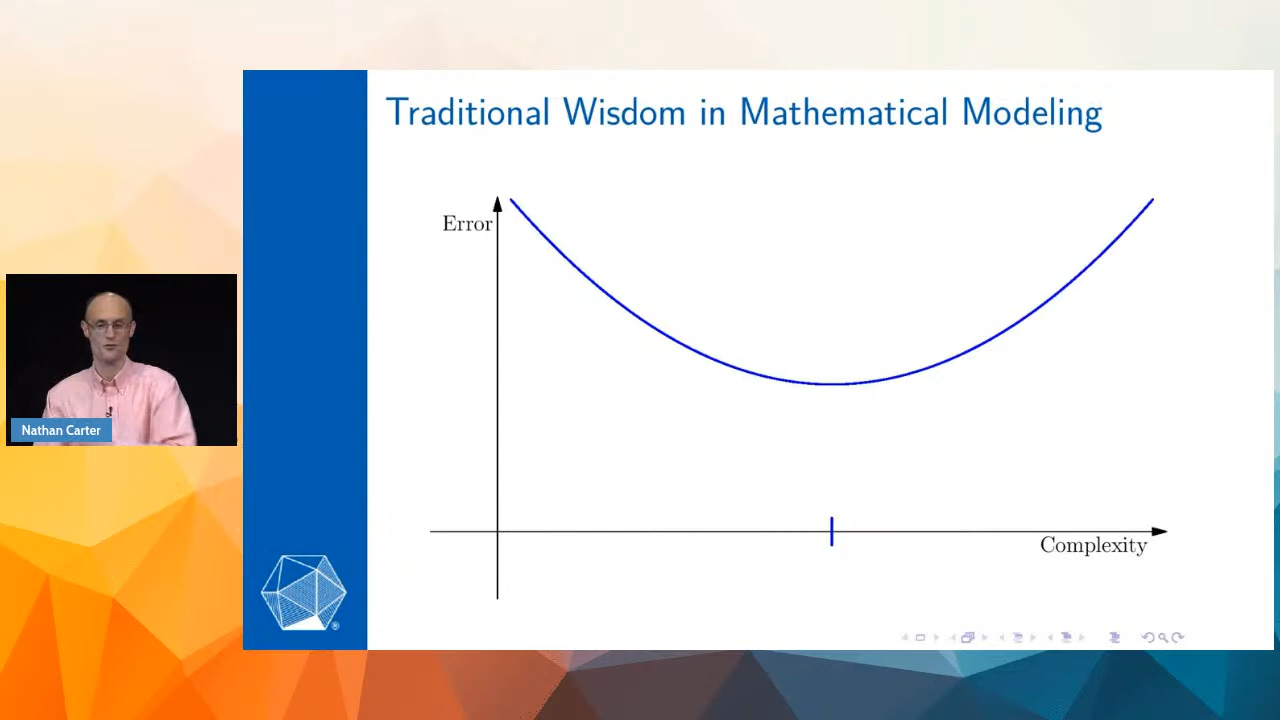 Traditional Wisdom in Mathematical Modeling
Error
Nathan Carter
Complexity
®